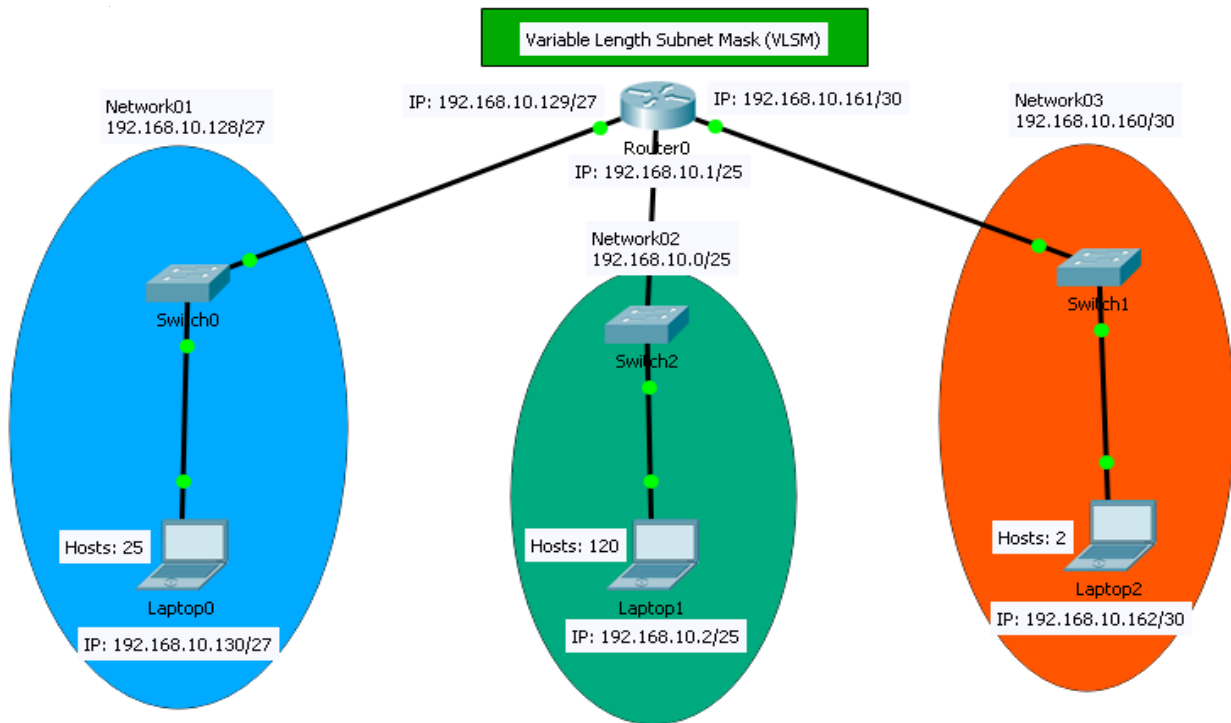 Variable Length Subnet Mask (VLSM)
Network01
192.168.10.128/27
IP: 192.168.10.129/27
IP: 192.168.10.161/30
Network03
192.168.10.160/30
Router0
IP: 192.168.10.1/25
Network02
192.168.10.0/25
Switch0
Switch2
Switch1
Hosts: 25
Hosts: 120
Hosts: 2
Laptop0
Laptop1
Laptop2
IP: 192.168.10.130/27
IP: 192.168.10.2/25
IP: 192.168.10.162/30